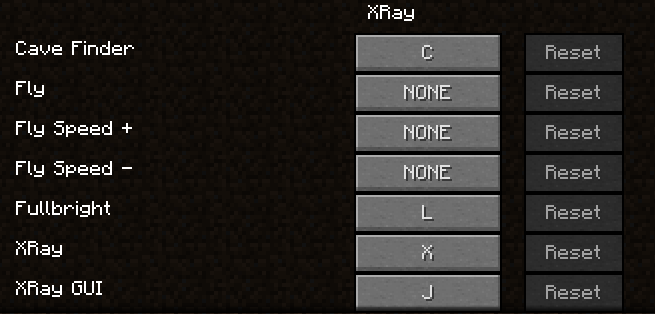 XRay
Cave Finder C Reset
Fly NONE Reset
Fly Speed + NONE Reset
Fly Speed - NONE Reset
Fullbright L Reset
XRay X Reset
XRay GUI J Reset